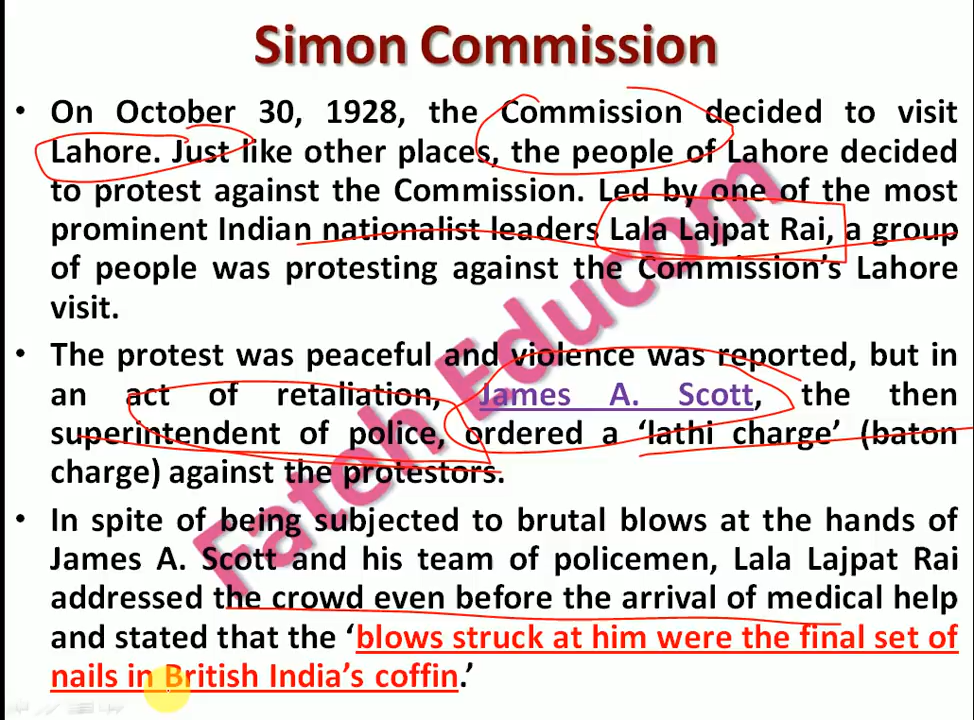 Simon Commission
• On October 30, 1928, the Commission decided to visit
Lahore. Just like other places, the people of Lahore decided
to protest against the Commission. Led by one of the most
prominent Indian nationalist leaders Lala Lajpat Rai, a group
of people was protesting against the Commission's Lahore
visit.
• The protest was peaceful and violence was reported, but in
an act of retaliation, James A. Scott, the then
superintendent of police, ordered a ‘lathi charge’ (baton
charge) against the protestors.
• In spite of being subjected to brutal blows at the hands of
James A. Scott and his team of policemen, Lala Lajpat Rai
addressed the crowd even before the arrival of medical help
and stated that the ‘blows struck at him were the final set of
nails in British India's coffin.’
Fateh Educom